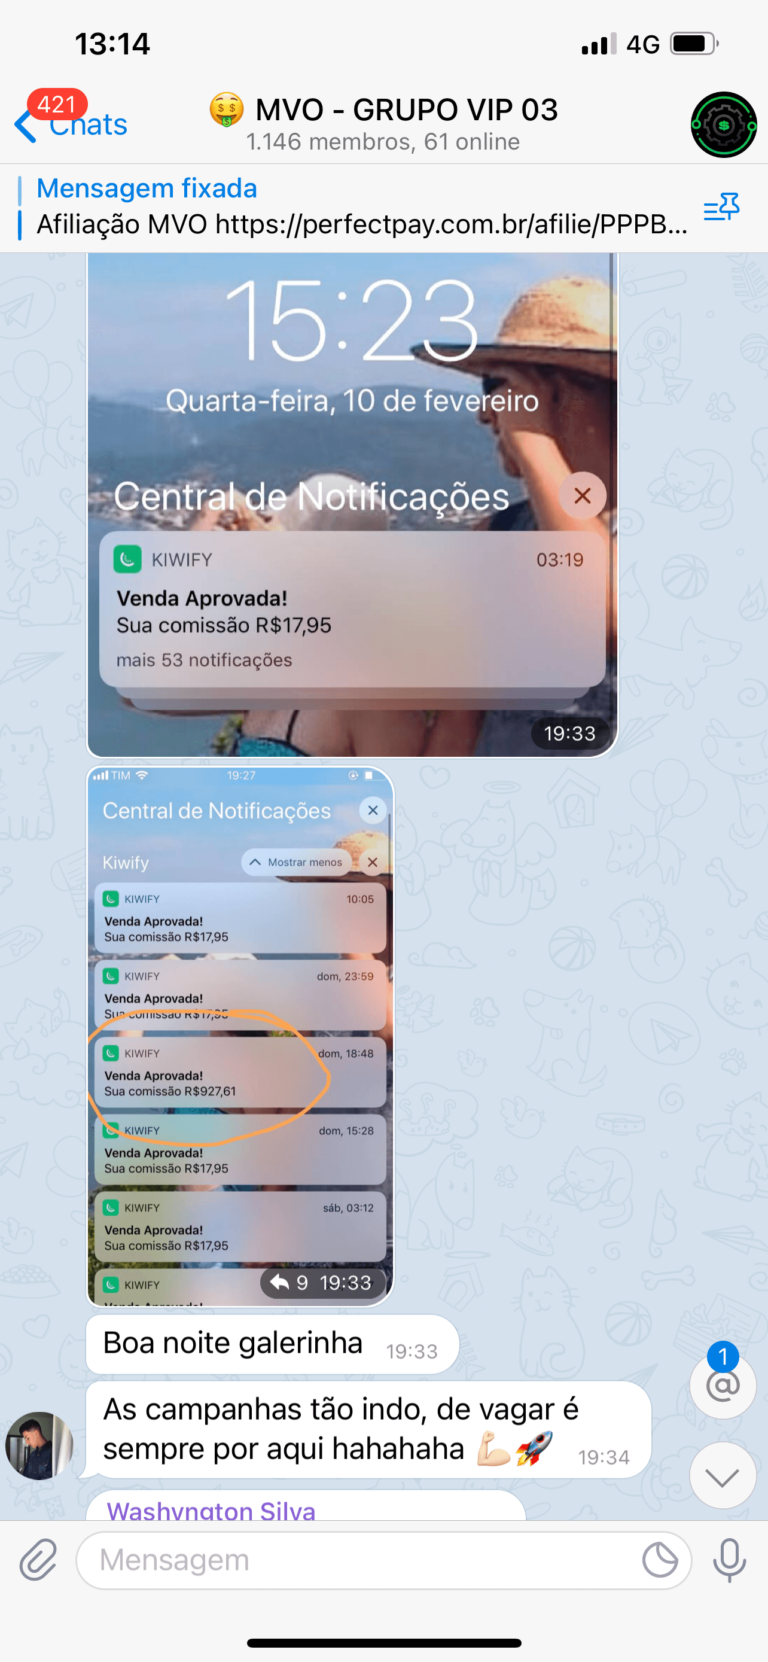 13:14
4G
421
Chats
🤑 MVO - GRUPO VIP 03
1.146 membros, 61 online
Mensagem fixada
Afiliação MVO https://perfectpay.com.br/afilie/PPPB...
15:23
Quarta-feira, 10 de fevereiro
Central de Notificações
KIWIFY 03:19
Venda Aprovada!
Sua comissão R$17,95
mais 53 notificações
19:33
TIM 19:27
Central de Notificações
Kiwify Mostrar menos
KIWIFY 10:05
Venda Aprovada!
Sua comissão R$17,95
KIWIFY dom, 23:59
Venda Aprovada!
Sua comissão R$17,95
KIWIFY dom, 18:48
Venda Aprovada!
Sua comissão R$927,61
KIWIFY dom, 15:28
Venda Aprovada!
Sua comissão R$17,95
KIWIFY sáb, 03:12
Venda Aprovada!
Sua comissão R$17,95
KIWIFY
Venda Aprovada!
9 19:33
Boa noite galerinha 19:33
1
@
As campanhas tão indo, de vagar é
sempre por aqui hahahaha 💪🏻🚀 19:34
Washyngton Silva
Mensagem